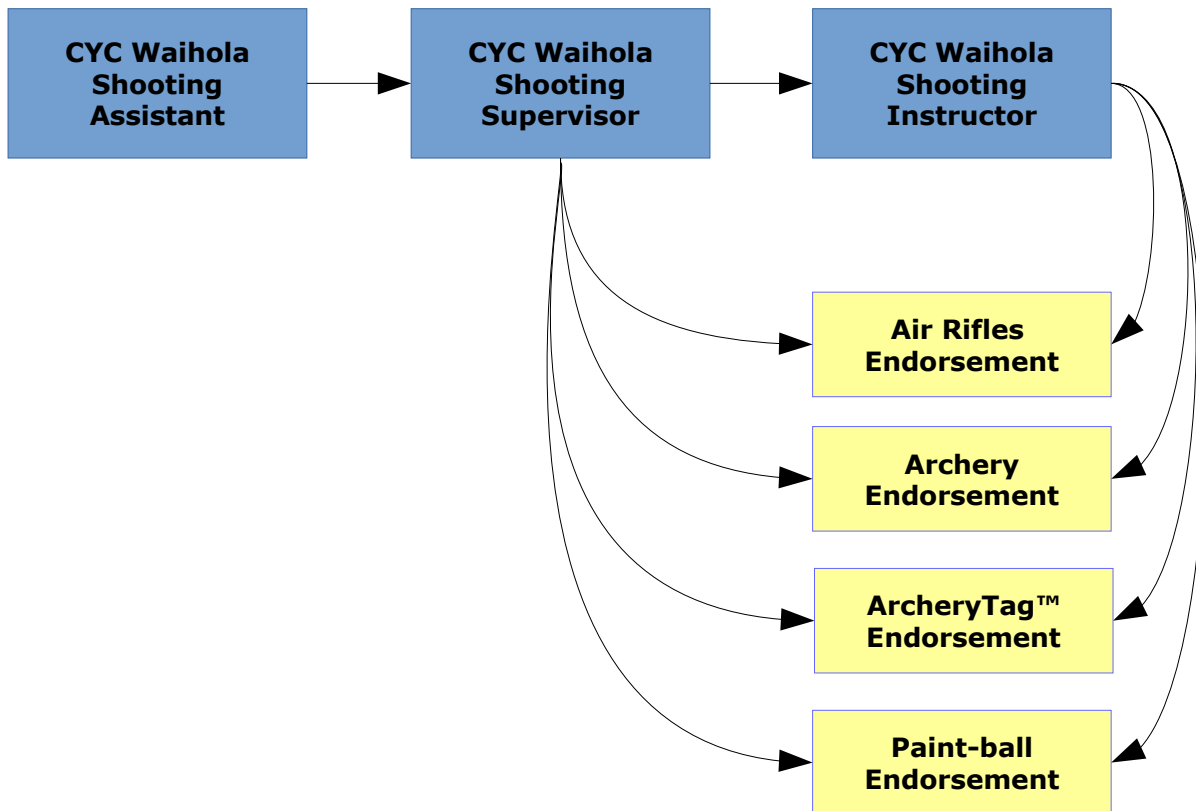 CYC Waihola
Shooting
Assistant
CYC Waihola
Shooting
Supervisor
CYC Waihola
Shooting
Instructor
Air Rifles
Endorsement
Archery
Endorsement
ArcheryTag™
Endorsement
Paint-ball
Endorsement